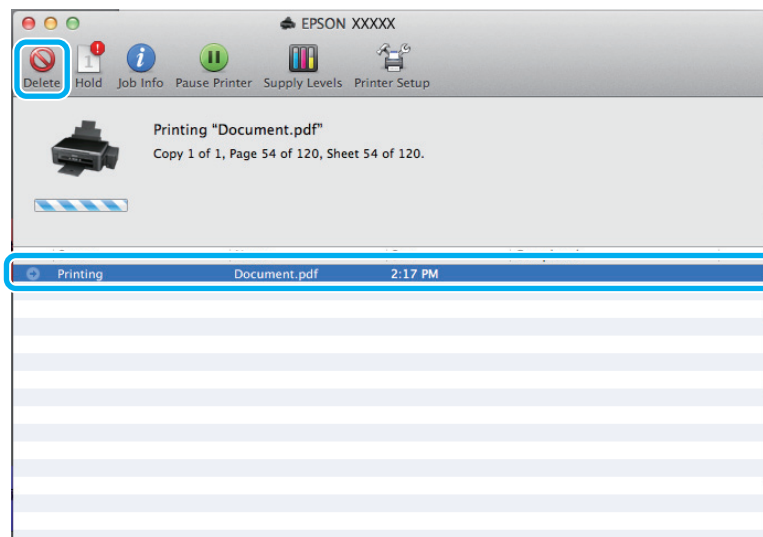 EPSON XXXXX
1
Delete Hold Job Info Pause Printer Supply Levels Printer Setup
Printing “Document.pdf”
Copy 1 of 1, Page 54 of 120, Sheet 54 of 120.
Printing Document.pdf 2:17 PM